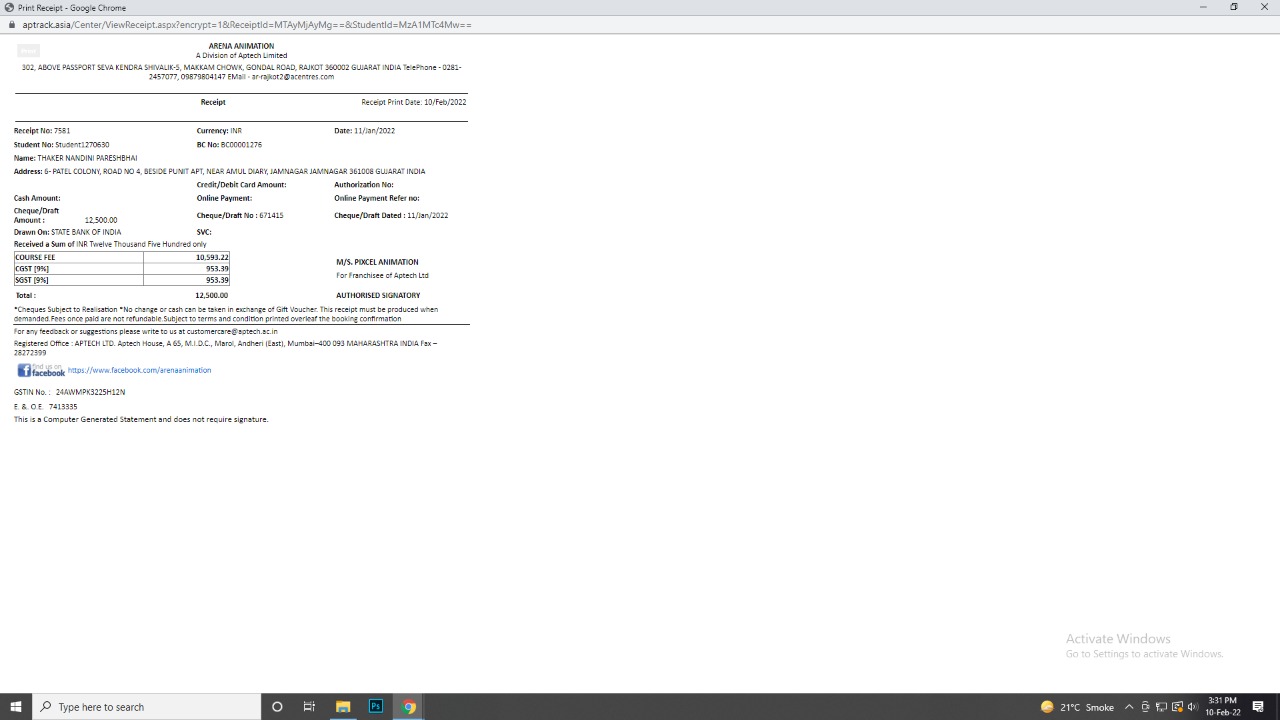 Print Receipt - Google Chrome
aptrack.asia/Center/ViewReceipt.aspx?encrypt=1&ReceiptId=MTAyMjAyMg==&StudentId=MzA1MTc4Mw==
Print
ARENA ANIMATION
A Division of Aptech Limited
302, ABOVE PASSPORT SEVA KENDRA SHIVALIK-5, MAKKAM CHOWK, GONDAL ROAD, RAJKOT 360002 GUJARAT INDIA TelePhone - 0281-
2457077, 09879804147 EMail - ar-rajkot2@acentres.com
Receipt Receipt Print Date: 10/Feb/2022
Receipt No: 7581 Currency: INR Date: 11/Jan/2022
Student No: Student1270630 BC No: BC00001276
Name: THAKER NANDINI PARESHBHAI
Address: 6- PATEL COLONY, ROAD NO 4, BESIDE PUNIT APT, NEAR AMUL DIARY, JAMNAGAR JAMNAGAR 361008 GUJARAT INDIA
Credit/Debit Card Amount: Authorization No:
Cash Amount: Online Payment: Online Payment Refer no:
Cheque/Draft
Amount : 12,500.00 Cheque/Draft No : 671415 Cheque/Draft Dated : 11/Jan/2022
Drawn On: STATE BANK OF INDIA SVC:
Received a Sum of INR Twelve Thousand Five Hundred only
COURSE FEE 10,593.22
CGST [9%] 953.39
SGST [9%] 953.39
M/S. PIXCEL ANIMATION
For Franchisee of Aptech Ltd
Total : 12,500.00 AUTHORISED SIGNATORY
*Cheques Subject to Realisation *No change or cash can be taken in exchange of Gift Voucher. This receipt must be produced when
demanded.Fees once paid are not refundable.Subject to terms and condition printed overleaf the booking confirmation
For any feedback or suggestions please write to us at customercare@aptech.ac.in
Registered Office : APTECH LTD. Aptech House, A 65, M.I.D.C., Marol, Andheri (East), Mumbai–400 093 MAHARASHTRA INDIA Fax –
28272399
find us on
facebook https://www.facebook.com/arenaanimation
GSTIN No. : 24AWMPK3225H12N
E. &. O.E. 7413335
This is a Computer Generated Statement and does not require signature.
Activate Windows
Go to Settings to activate Windows.
Type here to search
Ps
21°C Smoke
3:31 PM
10-Feb-22